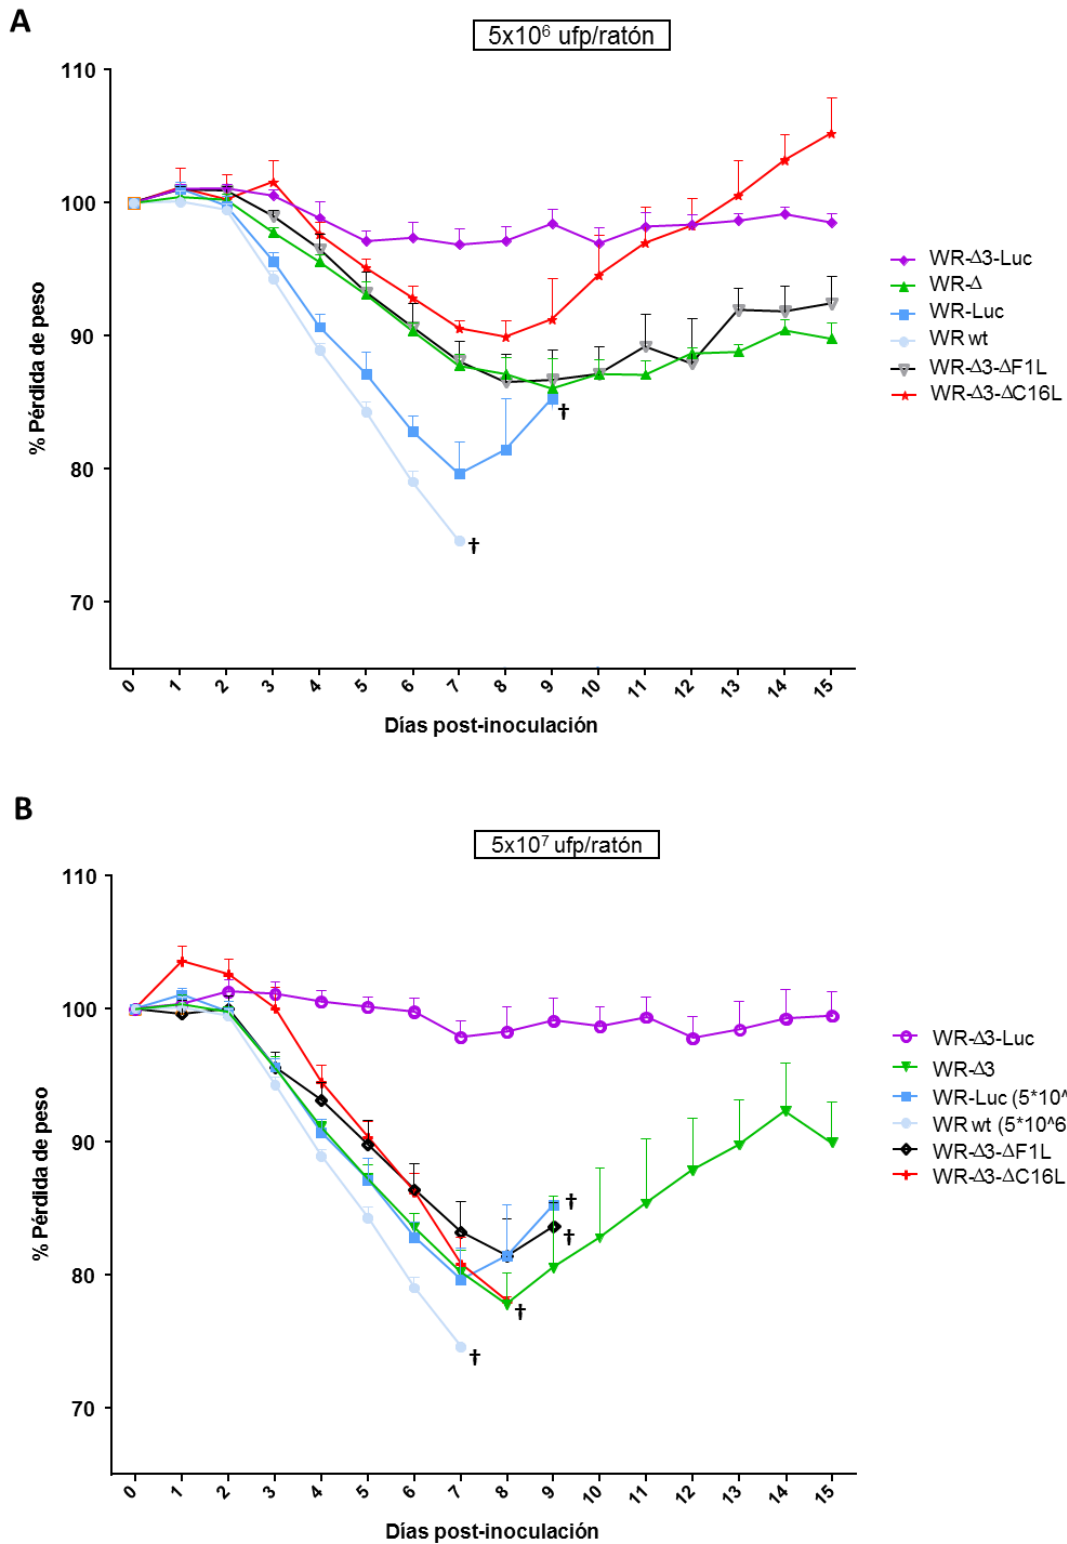 A
5x10⁶ ufp/ratón
110
100
90
80
70
% Pérdida de peso
†
†
0 1 2 3 4 5 6 7 8 9 10 11 12 13 14 15
Días post-inoculación
WR-Δ3-Luc
WR-Δ
WR-Luc
WR wt
WR-Δ3-ΔF1L
WR-Δ3-ΔC16L
B
5x10⁷ ufp/ratón
110
100
90
80
70
% Pérdida de peso
†
†
†
†
0 1 2 3 4 5 6 7 8 9 10 11 12 13 14 15
Días post-inoculación
WR-Δ3-Luc
WR-Δ3
WR-Luc (5*10^
WR wt (5*10^6
WR-Δ3-ΔF1L
WR-Δ3-ΔC16L